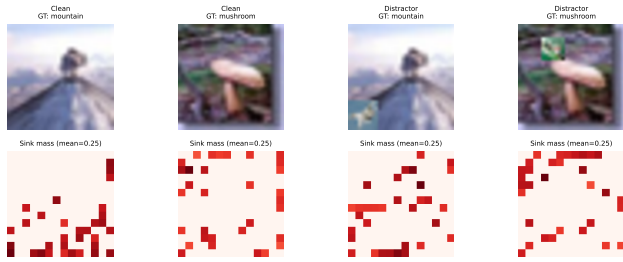 Clean
GT: mountain
Clean
GT: mushroom
Distractor
GT: mountain
Distractor
GT: mushroom
Sink mass (mean=0.25)
Sink mass (mean=0.25)
Sink mass (mean=0.25)
Sink mass (mean=0.25)